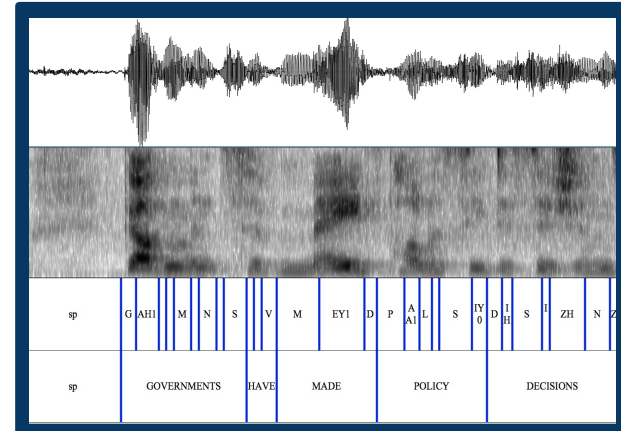 sp G AH1 M N S V M EY1 D P A A1 L S IY 0 D I H S I ZH N Z
sp GOVERNMENTS HAVE MADE POLICY DECISIONS